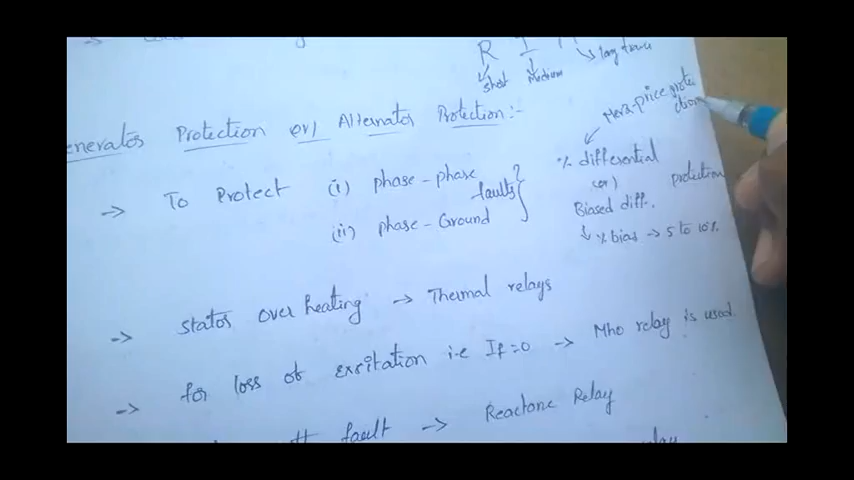 R
short Medium long
enerator Protection (or) Alternator Protection:-
Merz-price protection
→ To Protect (i) phase-phase
faults
(ii) phase-Ground
% differential
(or) protection
Biased diff.
↓ % bias → 5 to 10%
→ Stator over heating → Thermal relays
→ for loss of excitation i.e If=0 → Mho relay is used.
fault → Reactance Relay